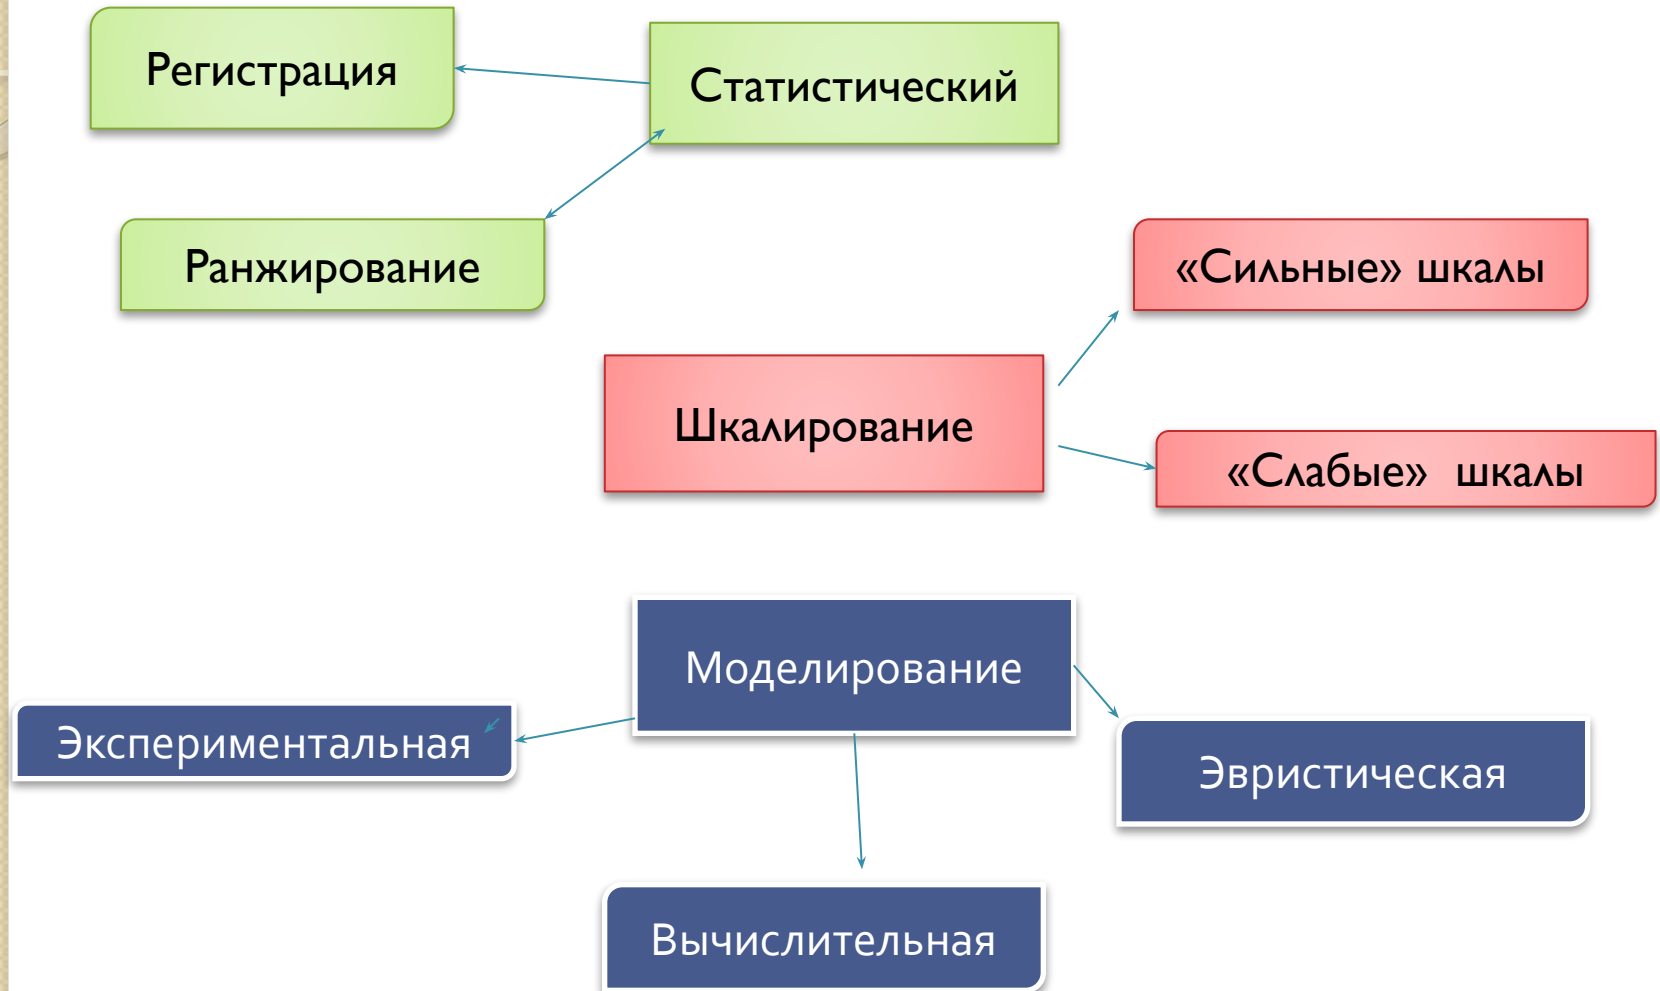 Регистрация
Статистический
Ранжирование
«Сильные» шкалы
Шкалирование
«Слабые» шкалы
Моделирование
Экспериментальная
Эвристическая
Вычислительная